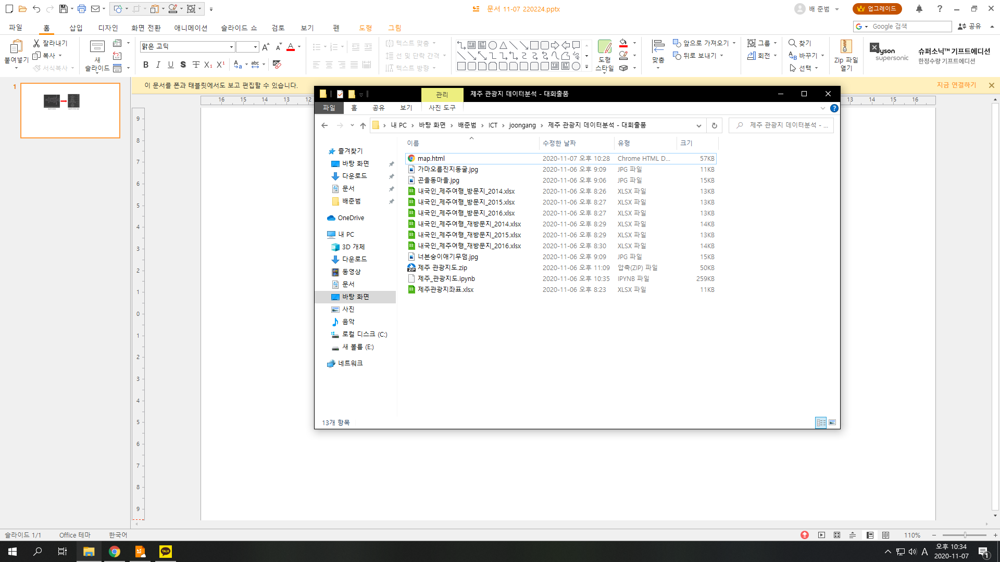 문서 11-07 220224.pptx
배 준범
업그레이드
파일 홈 삽입 디자인 화면 전환 애니메이션 슬라이드 쇼 검토 보기 펜 도형 그림
Google 검색
공유
붙여넣기
잘라내기
복사
서식복사
새 슬라이드
맑은 고딕
텍스트 맞춤
선 및 단락 간격
텍스트 방향
도형 스타일
맞춤
앞으로 가져오기
뒤로 보내기
그룹
회전
찾기
바꾸기
선택
Zip 파일 열기
dyson supersonic
슈퍼소닉™ 기프트에디션
한정수량 기프트에디션
1
이 문서를 폰과 태블릿에서도 보고 편집할 수 있습니다.
지금 연결하기
16 15 14 13 12
13 14 15 16
9
8
7
6
5
4
3
2
1
0
1
2
3
4
5
6
7
8
9
관리
제주 관광지 데이터분석 - 대회출품
파일 홈 공유 보기 사진 도구
내 PC > 바탕 화면 > 배준범 > ICT > joongang > 제주 관광지 데이터분석 - 대회출품
제주 관광지 데이터분석 - ...
즐겨찾기
바탕 화면
다운로드
문서
배준범
OneDrive
내 PC
3D 개체
다운로드
동영상
문서
바탕 화면
사진
음악
로컬 디스크 (C:)
새 볼륨 (E:)
네트워크
이름 수정한 날짜 유형 크기
map.html 2020-11-07 오후 10:28 Chrome HTML D... 57KB
가마오름진지동굴.jpg 2020-11-06 오후 9:09 JPG 파일 11KB
곤을동마을.jpg 2020-11-06 오후 9:06 JPG 파일 15KB
내국인_제주여행_방문지_2014.xlsx 2020-11-06 오후 8:26 XLSX 파일 13KB
내국인_제주여행_방문지_2015.xlsx 2020-11-06 오후 8:27 XLSX 파일 13KB
내국인_제주여행_방문지_2016.xlsx 2020-11-06 오후 8:27 XLSX 파일 13KB
내국인_제주여행_재방문지_2014.xlsx 2020-11-06 오후 8:29 XLSX 파일 14KB
내국인_제주여행_재방문지_2015.xlsx 2020-11-06 오후 8:29 XLSX 파일 13KB
내국인_제주여행_재방문지_2016.xlsx 2020-11-06 오후 8:30 XLSX 파일 14KB
너븐숭이애기무덤.jpg 2020-11-06 오후 9:09 JPG 파일 15KB
제주 관광지도.zip 2020-11-06 오후 11:09 압축(ZIP) 파일 50KB
제주_관광지도.ipynb 2020-11-06 오후 10:35 IPYNB 파일 259KB
제주관광지좌표.xlsx 2020-11-06 오후 8:23 XLSX 파일 11KB
13개 항목
슬라이드 1/1 Office 테마 한국어
110%
TALK
A
오후 10:34
2020-11-07
1